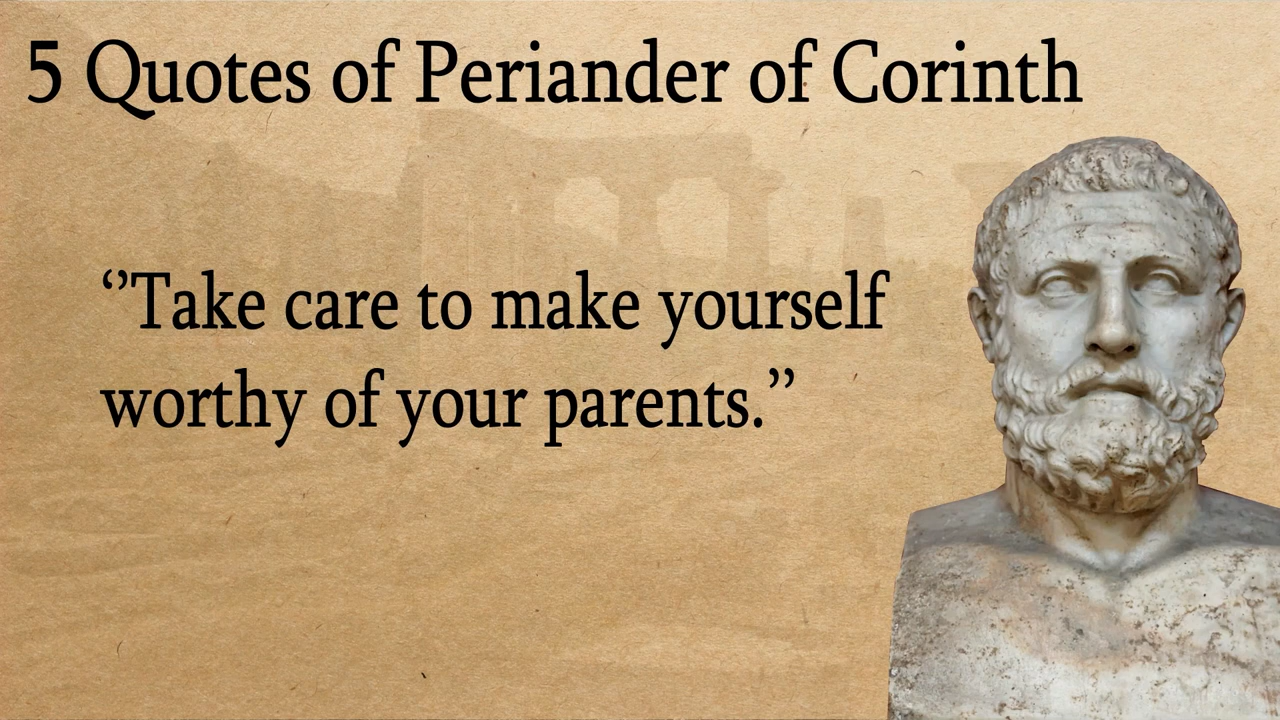 5 Quotes of Periander of Corinth
‘’Take care to make yourself
worthy of your parents.’’